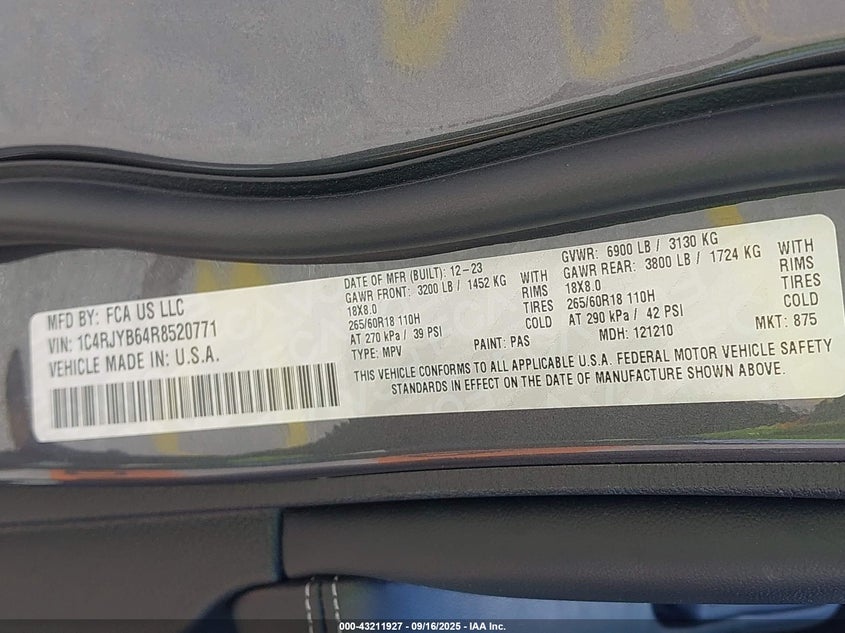 MFD BY: FCA US LLC
VIN: 1C4RJYB64R8520771
VEHICLE MADE IN: U.S.A.
DATE OF MFR (BUILT): 12-23
GAWR FRONT: 3200 LB / 1452 KG WITH
18X8.0 RIMS
265/60R18 110H TIRES
AT 270 kPa / 39 PSI COLD
TYPE: MPV PAINT: PAS
GVWR: 6900 LB / 3130 KG
GAWR REAR: 3800 LB / 1724 KG WITH
18X8.0 RIMS
265/60R18 110H TIRES
AT 290 kPa / 42 PSI COLD
MDH: 121210 MKT: 875
THIS VEHICLE CONFORMS TO ALL APPLICABLE U.S.A. FEDERAL MOTOR VEHICLE SAFETY
STANDARDS IN EFFECT ON THE DATE OF MANUFACTURE SHOWN ABOVE.
000-43211927 - 09/16/2025 - IAA Inc.